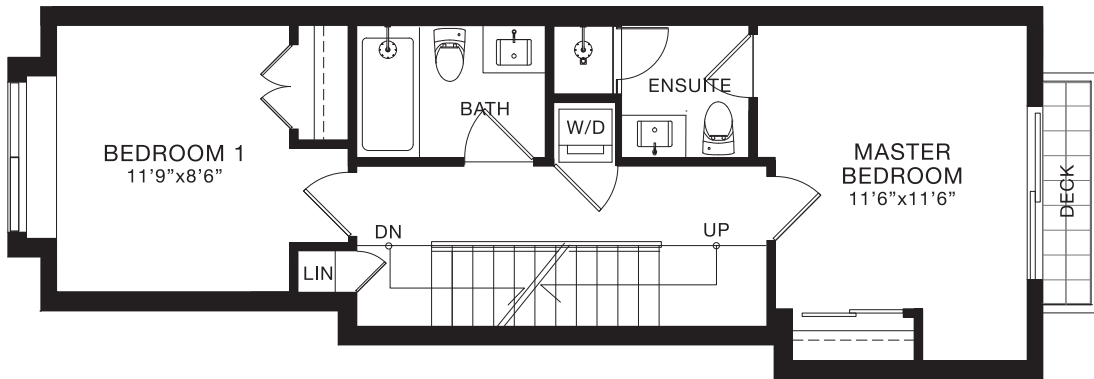 BEDROOM 1
11’9”x8’6”
BATH
W/D
ENSUITE
MASTER
BEDROOM
11’6”x11’6”
DECK
DN
UP
LIN